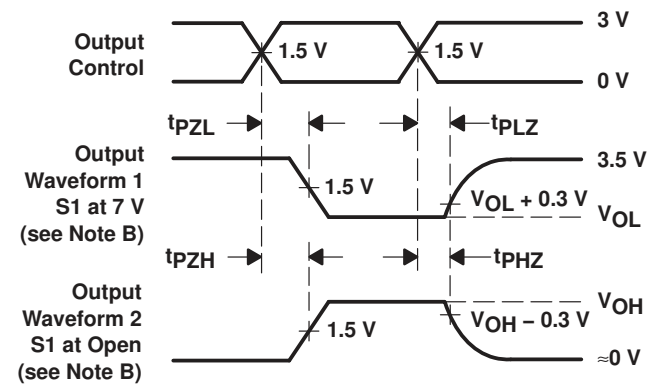 3 V
Output
Control
1.5 V
1.5 V
0 V
tPZL
tPLZ
Output
Waveform 1
S1 at 7 V
(see Note B)
3.5 V
1.5 V
VOL + 0.3 V
VOL
tPZH
tPHZ
Output
Waveform 2
S1 at Open
(see Note B)
VOH
VOH – 0.3 V
1.5 V
≈0 V